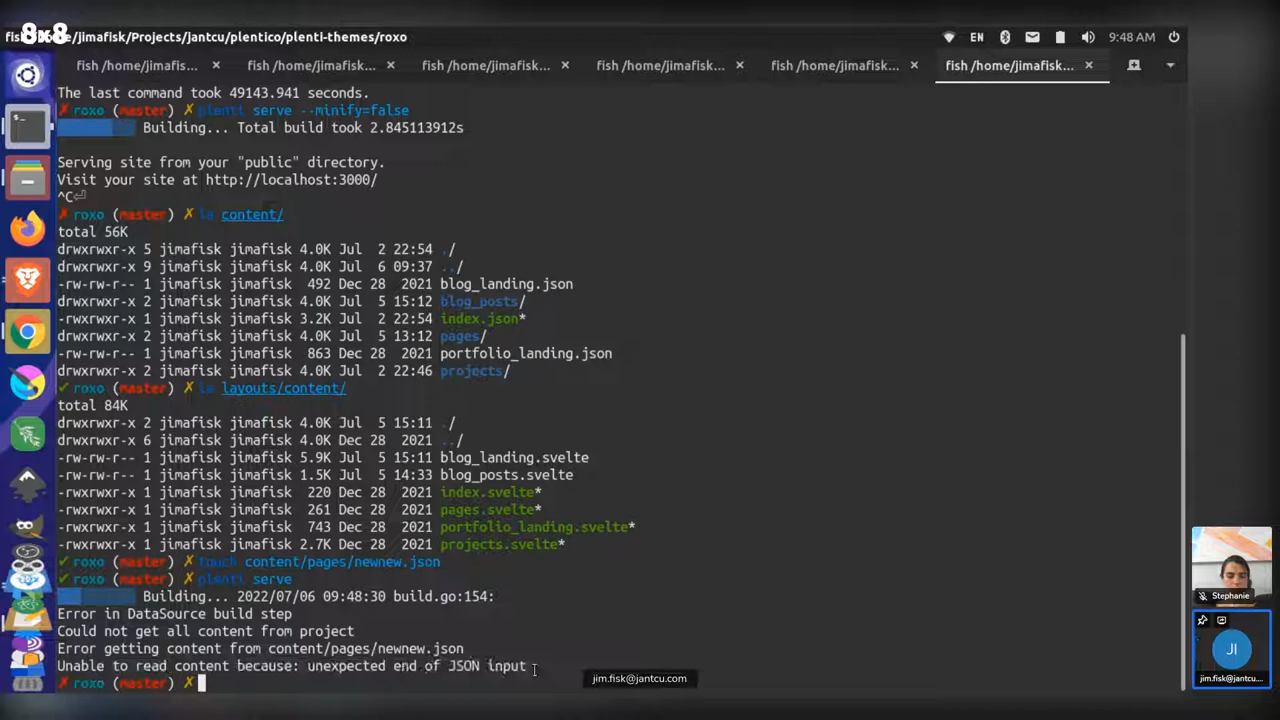 8x8
fish /home/jimafisk/Projects/jantcu/plentico/plenti-themes/roxo
EN
9:48 AM
fish /home/jimafis... × fish /home/jimafisk... × fish /home/jimafisk... × fish /home/jimafisk... × fish /home/jimafisk... × fish /home/jimafisk... ×
The last command took 49143.941 seconds.
✗ roxo (master) ✗ plenti serve --minify=false
Building... Total build took 2.845113912s
Serving site from your "public" directory.
Visit your site at http://localhost:3000/
^C⏎
✗ roxo (master) ✗ la content/
total 56K
drwxrwxr-x 5 jimafisk jimafisk 4.0K Jul  2 22:54 ./
drwxrwxr-x 9 jimafisk jimafisk 4.0K Jul  6 09:37 ../
-rw-rw-r-- 1 jimafisk jimafisk  492 Dec 28  2021 blog_landing.json
drwxrwxr-x 2 jimafisk jimafisk 4.0K Jul  5 15:12 blog_posts/
-rwxrwxr-x 1 jimafisk jimafisk 3.2K Jul  2 22:54 index.json*
drwxrwxr-x 2 jimafisk jimafisk 4.0K Jul  5 13:12 pages/
-rw-rw-r-- 1 jimafisk jimafisk  863 Dec 28  2021 portfolio_landing.json
drwxrwxr-x 2 jimafisk jimafisk 4.0K Jul  2 22:46 projects/
✓ roxo (master) ✗ la layouts/content/
total 84K
drwxrwxr-x 2 jimafisk jimafisk 4.0K Jul  5 15:11 ./
drwxrwxr-x 6 jimafisk jimafisk 4.0K Dec 28  2021 ../
-rw-rw-r-- 1 jimafisk jimafisk 5.9K Jul  5 15:11 blog_landing.svelte
-rw-rw-r-- 1 jimafisk jimafisk 1.5K Jul  5 14:33 blog_posts.svelte
-rwxrwxr-x 1 jimafisk jimafisk  220 Dec 28  2021 index.svelte*
-rwxrwxr-x 1 jimafisk jimafisk  261 Dec 28  2021 pages.svelte*
-rwxrwxr-x 1 jimafisk jimafisk  743 Dec 28  2021 portfolio_landing.svelte*
-rwxrwxr-x 1 jimafisk jimafisk 2.7K Dec 28  2021 projects.svelte*
✓ roxo (master) ✗ touch content/pages/newnew.json
✓ roxo (master) ✗ plenti serve
Building... 2022/07/06 09:48:30 build.go:154:
Error in DataSource build step
Could not get all content from project
Error getting content from content/pages/newnew.json
Unable to read content because: unexpected end of JSON input
✗ roxo (master) ✗
jim.fisk@jantcu.com
Stephanie
JI
jim.fisk@jantcu....